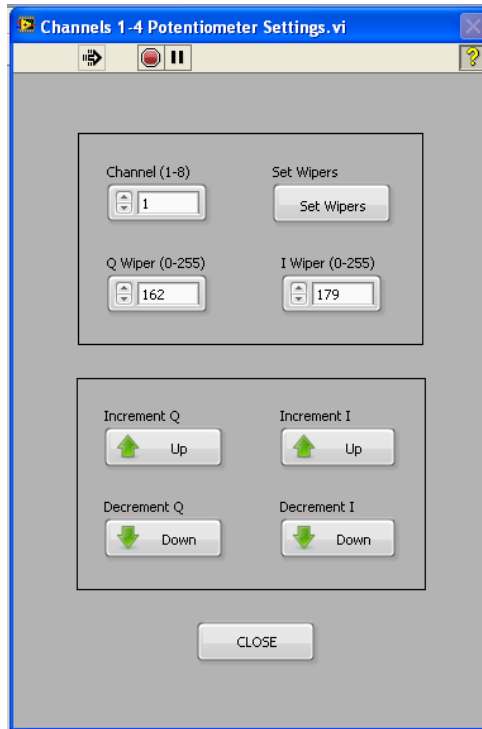 Channels 1-4 Potentiometer Settings.vi
Channel (1-8)
Set Wipers
1
Set Wipers
Q Wiper (0-255)
I Wiper (0-255)
162
179
Increment Q
Increment I
Up
Up
Decrement Q
Decrement I
Down
Down
CLOSE